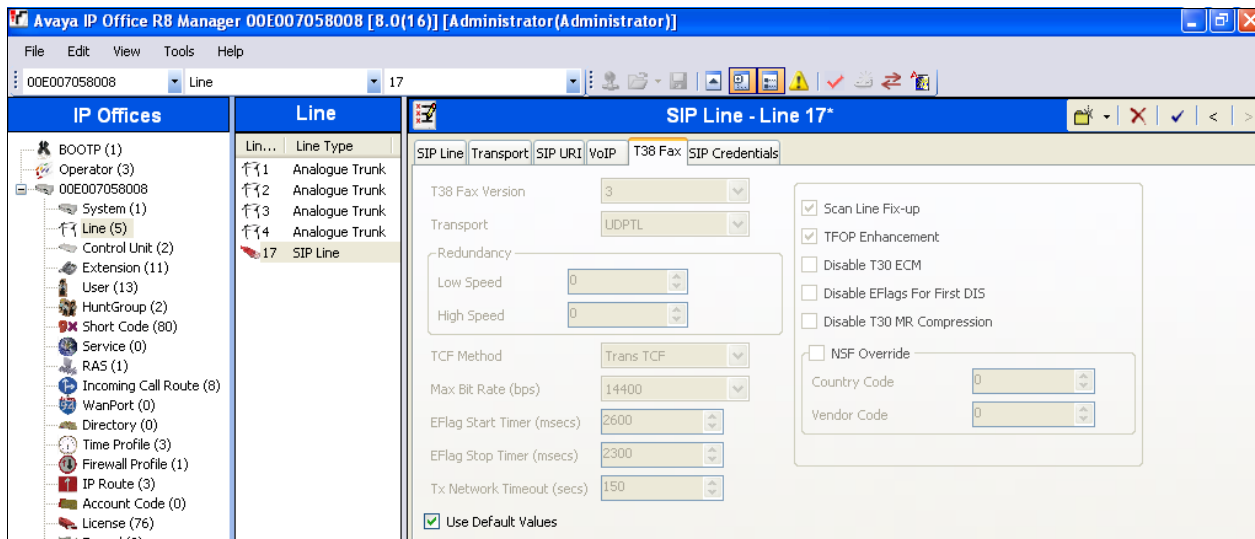 Avaya IP Office R8 Manager 00E007058008 [8.0(16)] [Administrator(Administrator)]
File Edit View Tools Help
00E007058008 Line 17
IP Offices
BOOTP (1)
Operator (3)
00E007058008
System (1)
Line (5)
Control Unit (2)
Extension (11)
User (13)
HuntGroup (2)
Short Code (80)
Service (0)
RAS (1)
Incoming Call Route (8)
WanPort (0)
Directory (0)
Time Profile (3)
Firewall Profile (1)
IP Route (3)
Account Code (0)
License (76)
Line
Lin... Line Type
1 Analogue Trunk
2 Analogue Trunk
3 Analogue Trunk
4 Analogue Trunk
17 SIP Line
SIP Line - Line 17*
SIP Line Transport SIP URI VoIP T38 Fax SIP Credentials
T38 Fax Version 3
Transport UDPTL
Redundancy
Low Speed 0
High Speed 0
TCF Method Trans TCF
Max Bit Rate (bps) 14400
EFlag Start Timer (msecs) 2600
EFlag Stop Timer (msecs) 2300
Tx Network Timeout (secs) 150
Use Default Values
Scan Line Fix-up
TFOP Enhancement
Disable T30 ECM
Disable EFlags For First DIS
Disable T30 MR Compression
NSF Override
Country Code 0
Vendor Code 0